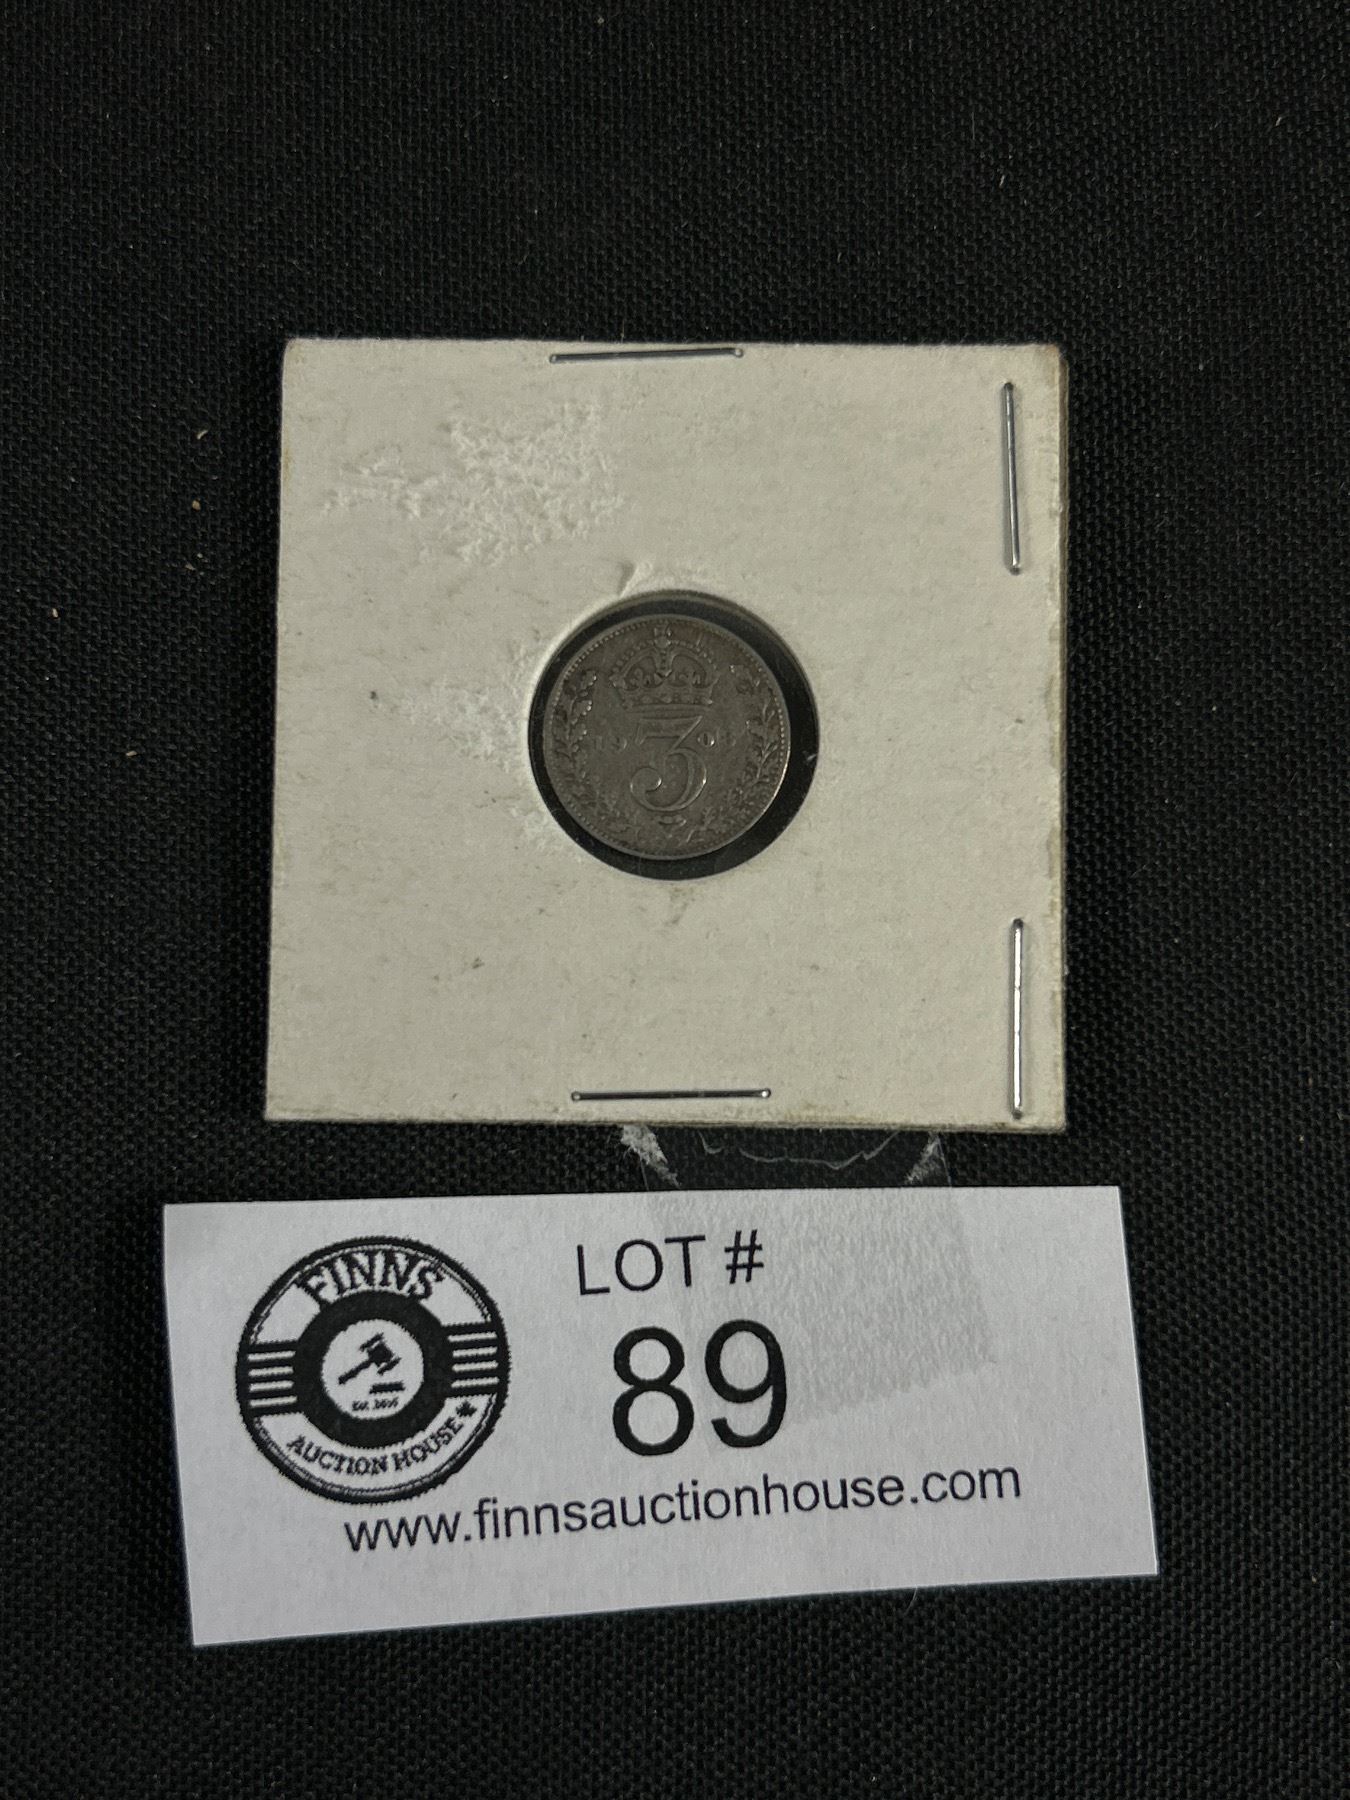 3
FINNS
AUCTION HOUSE
LOT #
89
www.finnsauctionhouse.com